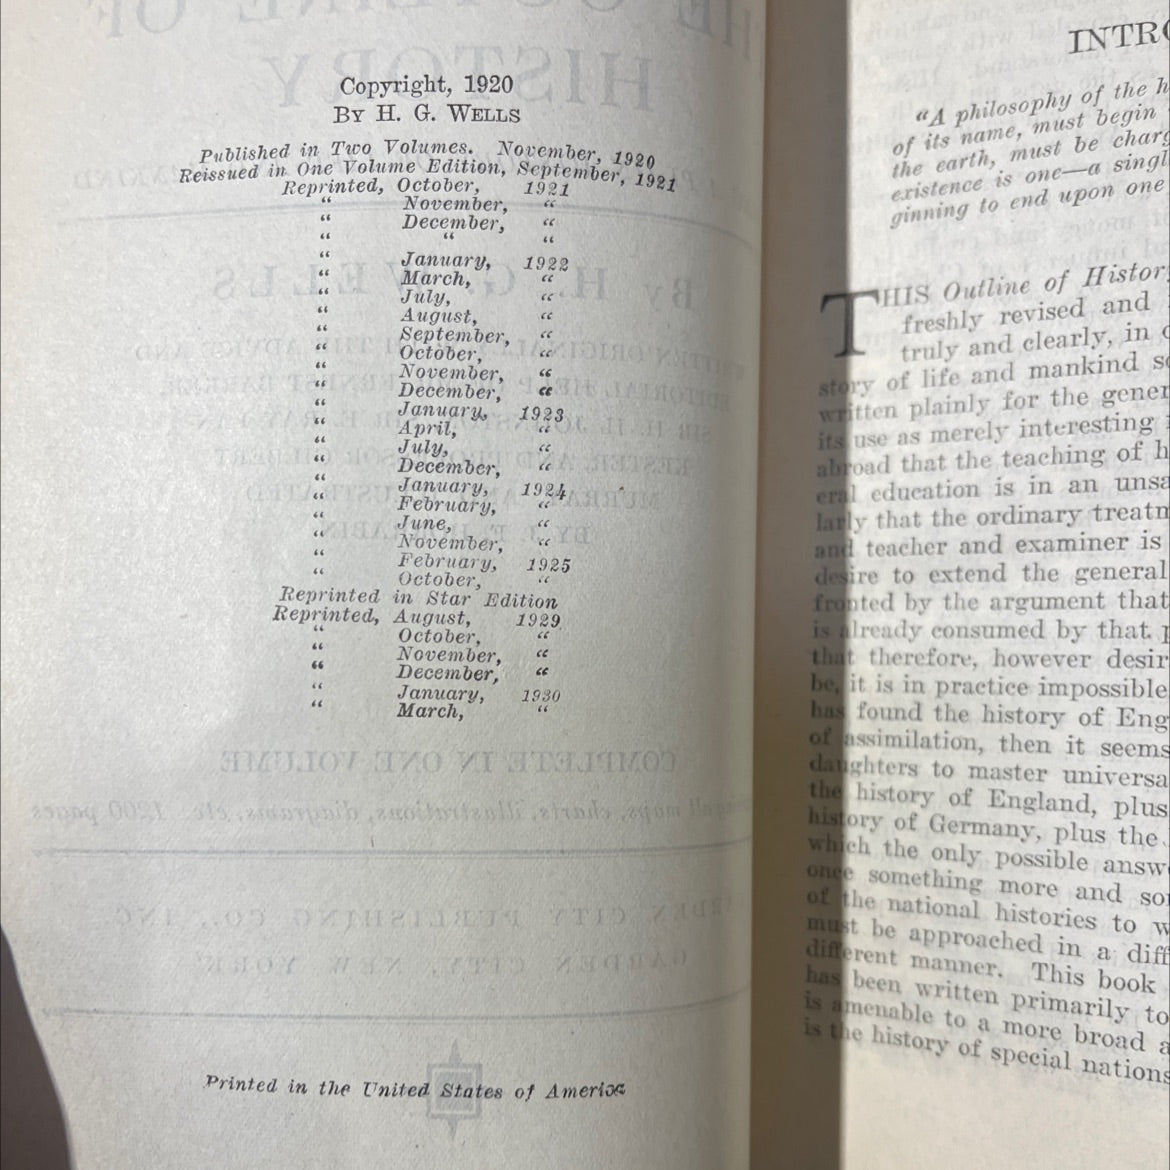 Copyright, 1920
BY H. G. WELLS
Published in Two Volumes. November, 1920
Reissued in One Volume Edition, September, 1921
Reprinted, October, 1921
“ November, “
“ December, “
“ “ “
“ January, 1922
“ March, “
“ July, “
“ August, “
“ September, “
“ October, “
“ November, “
“ December, “
“ January, 1923
“ April, “
“ July, “
“ December, “
“ January, 1924
“ February, “
“ June, “
“ November, “
“ February, 1925
“ October, “
Reprinted in Star Edition
Reprinted, August, 1929
“ October, “
“ November, “
“ December, “
“ January, 1930
“ March, “
COMPLETE IN ONE VOLUME
Printed in the United States of America
INTRO
“A philosophy of the h
of its name, must begin
the earth, must be charg
existence is one—a singl
ginning to end upon one
THIS Outline of History
freshly revised and
truly and clearly, in
story of life and mankind so
written plainly for the gener
its use as merely interesting
abroad that the teaching of h
eral education is in an unsa
larly that the ordinary treatm
and teacher and examiner is
desire to extend the general
fronted by the argument that
is already consumed by that
that therefore, however desir
be, it is in practice impossible
has found the history of Eng
of assimilation, then it seems
daughters to master universa
the history of England, plus
history of Germany, plus the
which the only possible answ
once something more and so
of the national histories to w
must be approached in a diff
different manner. This book
has been written primarily to
is amenable to a more broad a
is the history of special nations